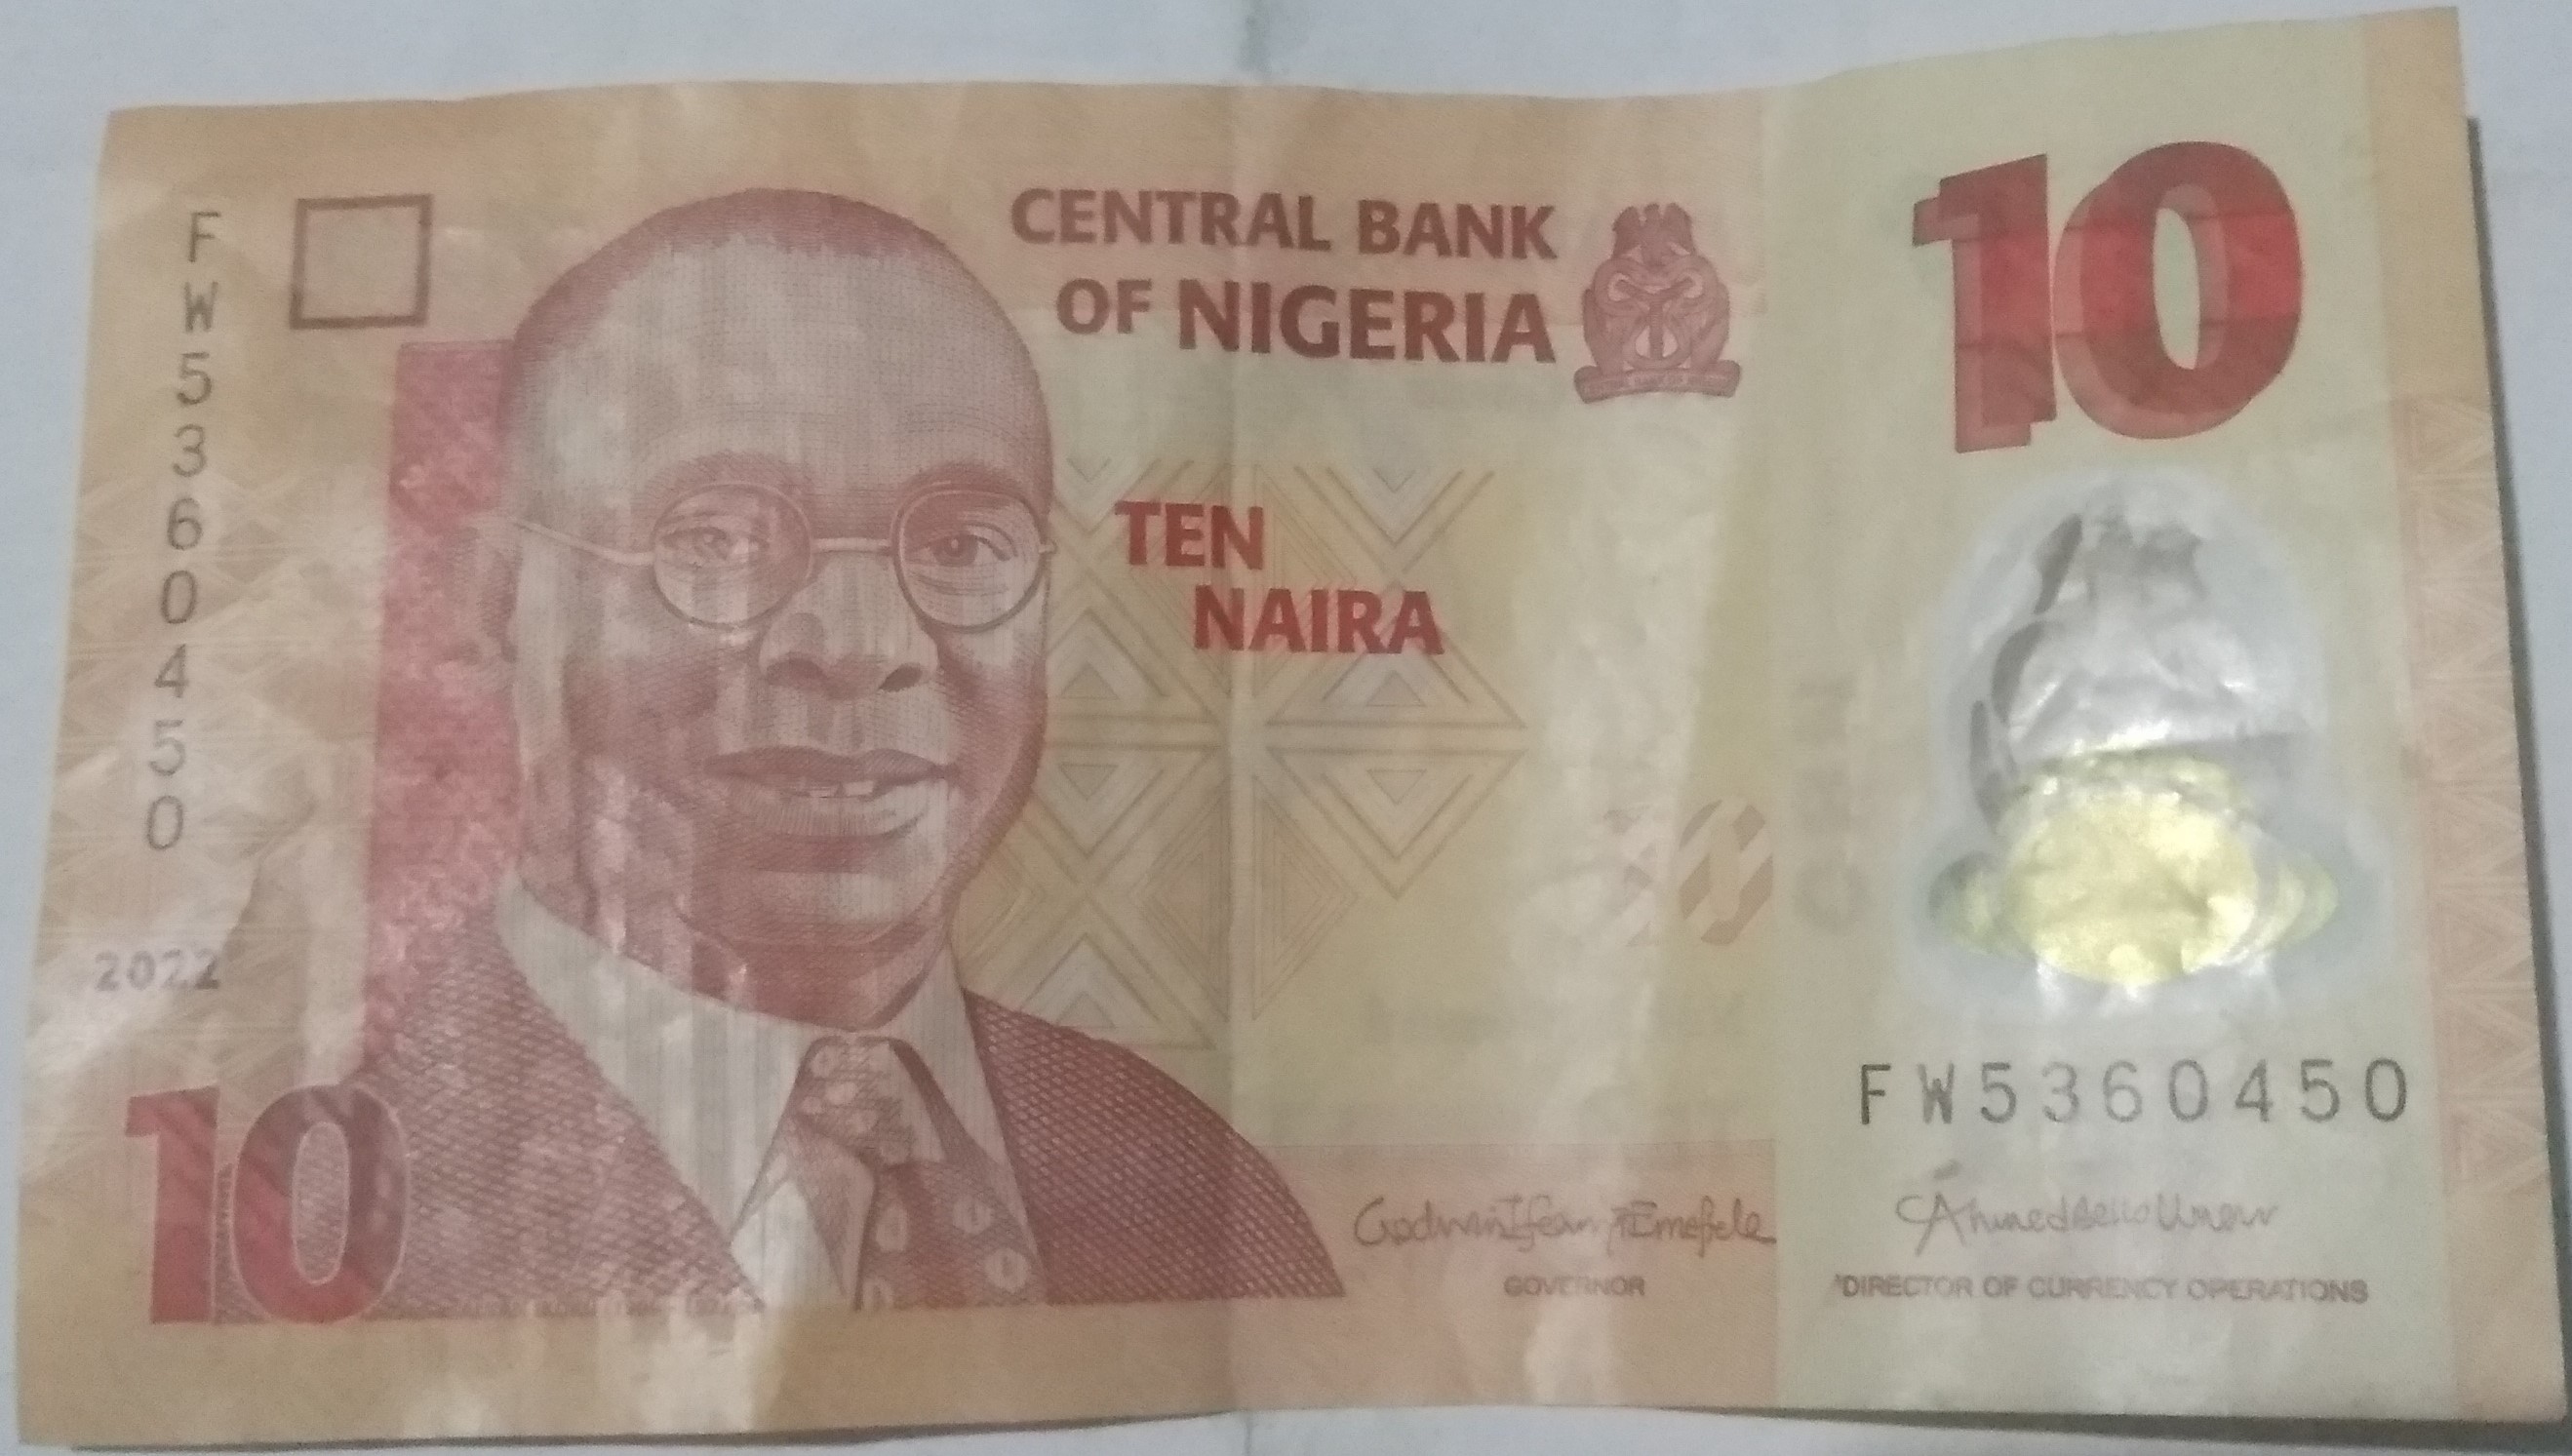 FW5360450
CENTRAL BANK
OF NIGERIA
10
TEN
NAIRA
2022
10
FW5360450
Godwin Ifeanyi Emefiele
GOVERNOR
Ahmed Bello Umar
DIRECTOR OF CURRENCY OPERATIONS